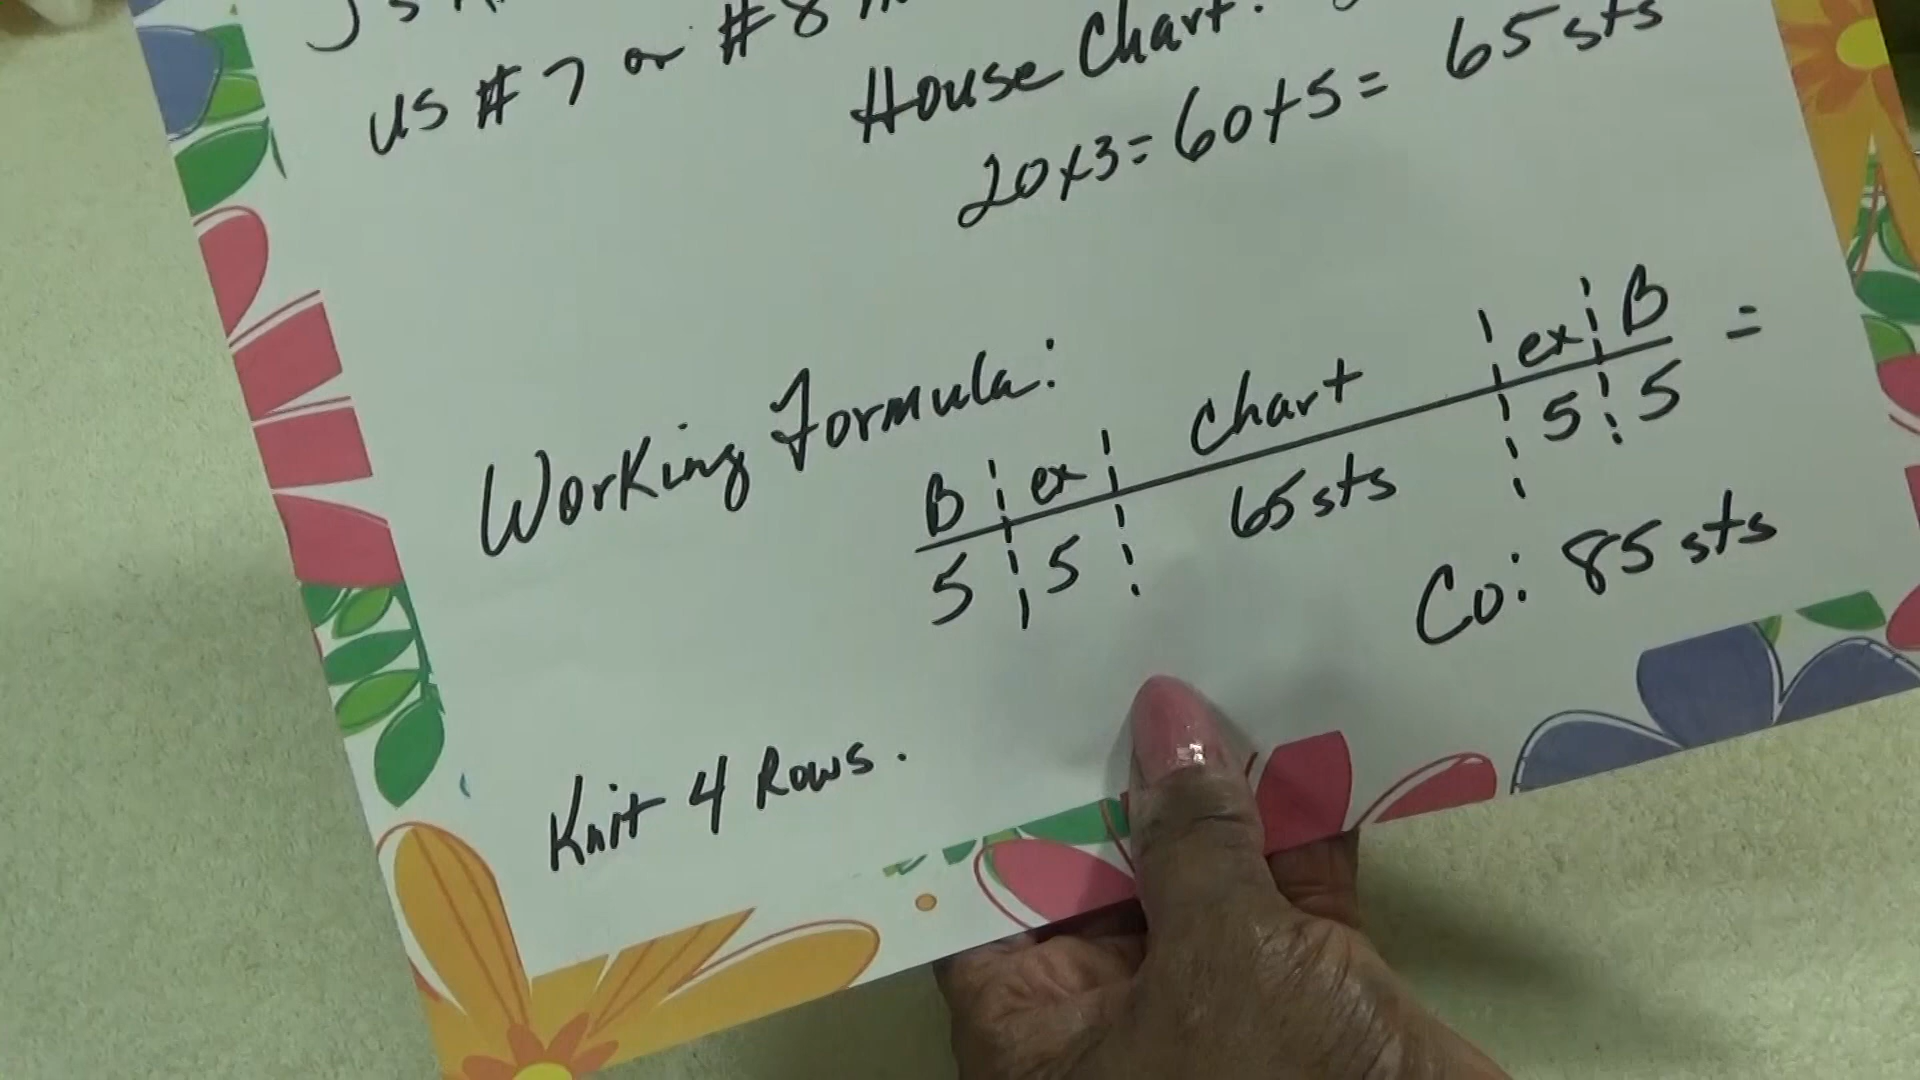 US #7 or #8
House Chart:
20x3=60+5= 65 sts
Working Formula:
B ex Chart ex B =
5 5 65 sts 5 5
Co: 85 sts
Knit 4 Rows.